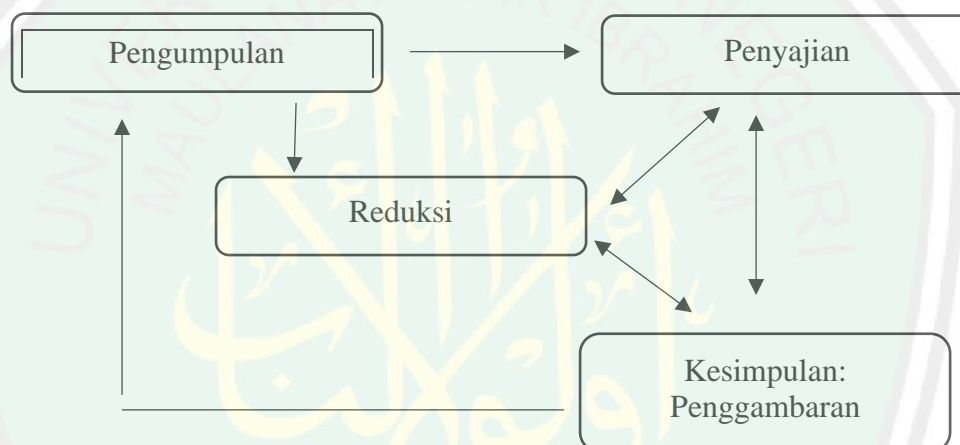 Pengumpulan
Penyajian
Reduksi
Kesimpulan:
Penggambaran